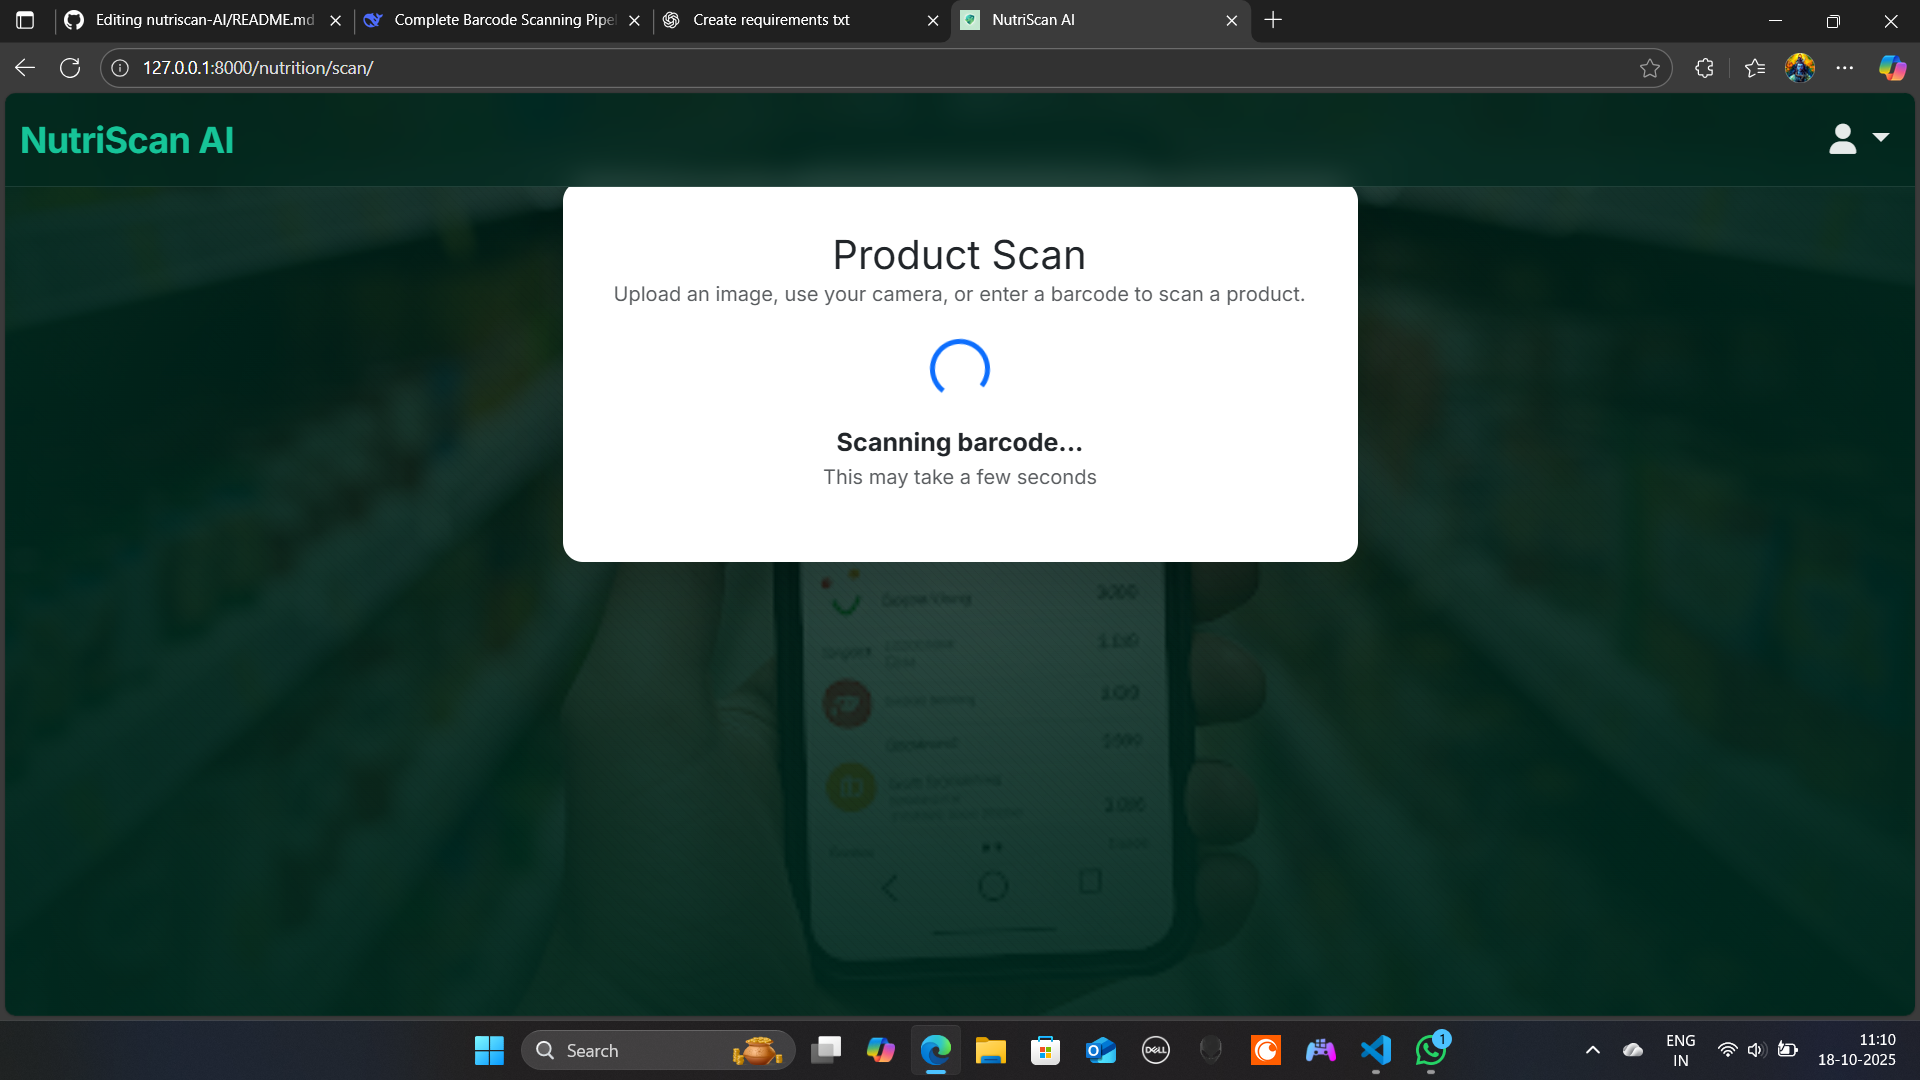 Editing nutriscan-AI/README.md
Complete Barcode Scanning Pipel
Create requirements txt
NutriScan AI
127.0.0.1:8000/nutrition/scan/
NutriScan AI
Product Scan
Upload an image, use your camera, or enter a barcode to scan a product.
Scanning barcode...
This may take a few seconds
Search
DELL
1
ENG
IN
11:10
18-10-2025